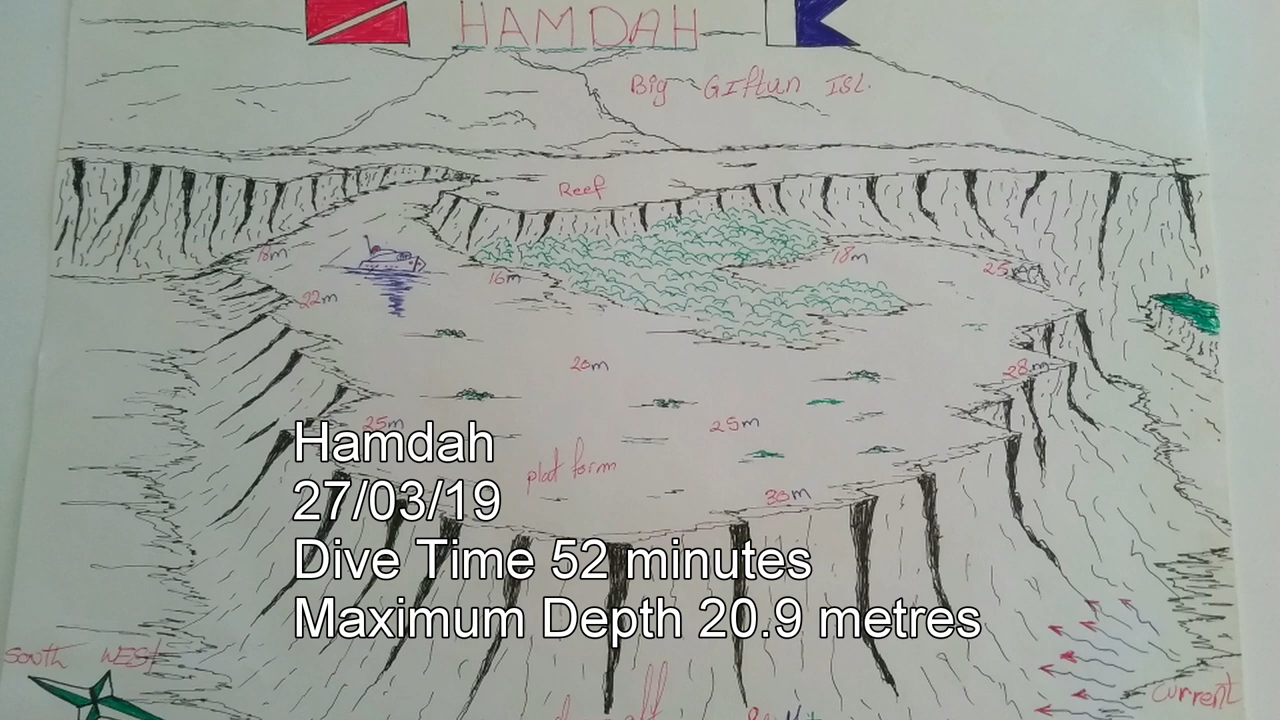 HAMDAH
Big Giftun ISL.
Reef
18m
16m
18m
25
22m
20m
28m
25m
25m
plat form
30m
Hamdah
27/03/19
Dive Time 52 minutes
Maximum Depth 20.9 metres
South West
Current